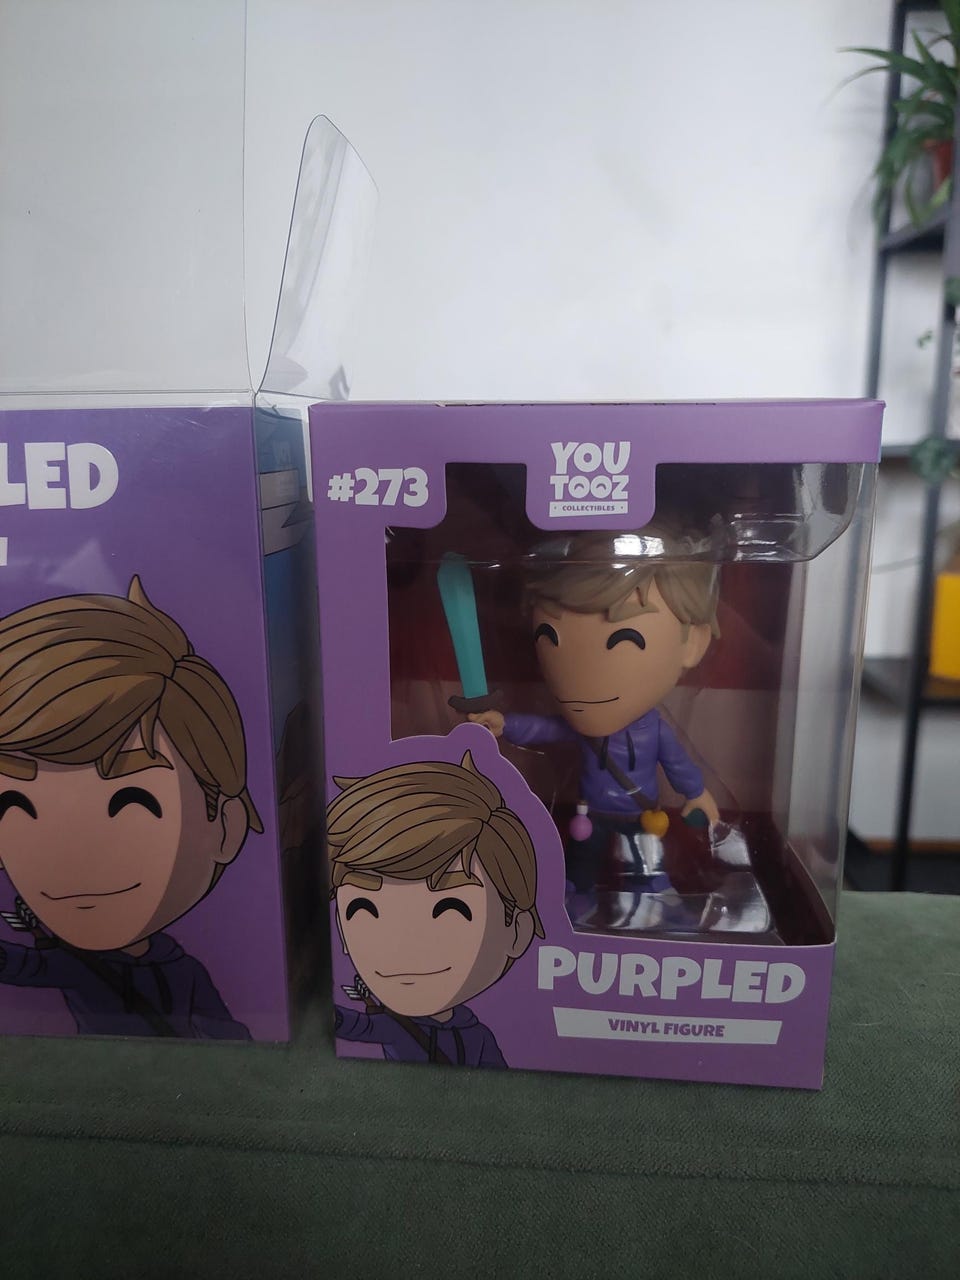 LED
#273
YOU
TOOZ
COLLECTIBLES
PURPLED
VINYL FIGURE